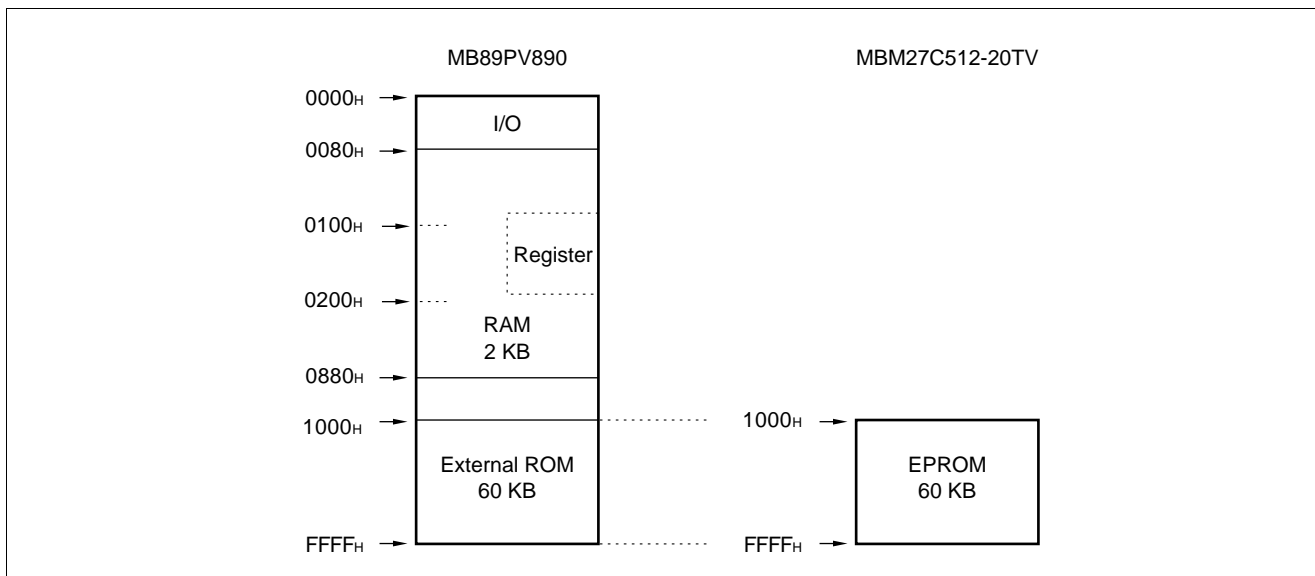 MB89PV890
MBM27C512-20TV
0000H
I/O
0080H
0100H
Register
0200H
RAM
2 KB
0880H
1000H
1000H
External ROM
60 KB
EPROM
60 KB
FFFFH
FFFFH